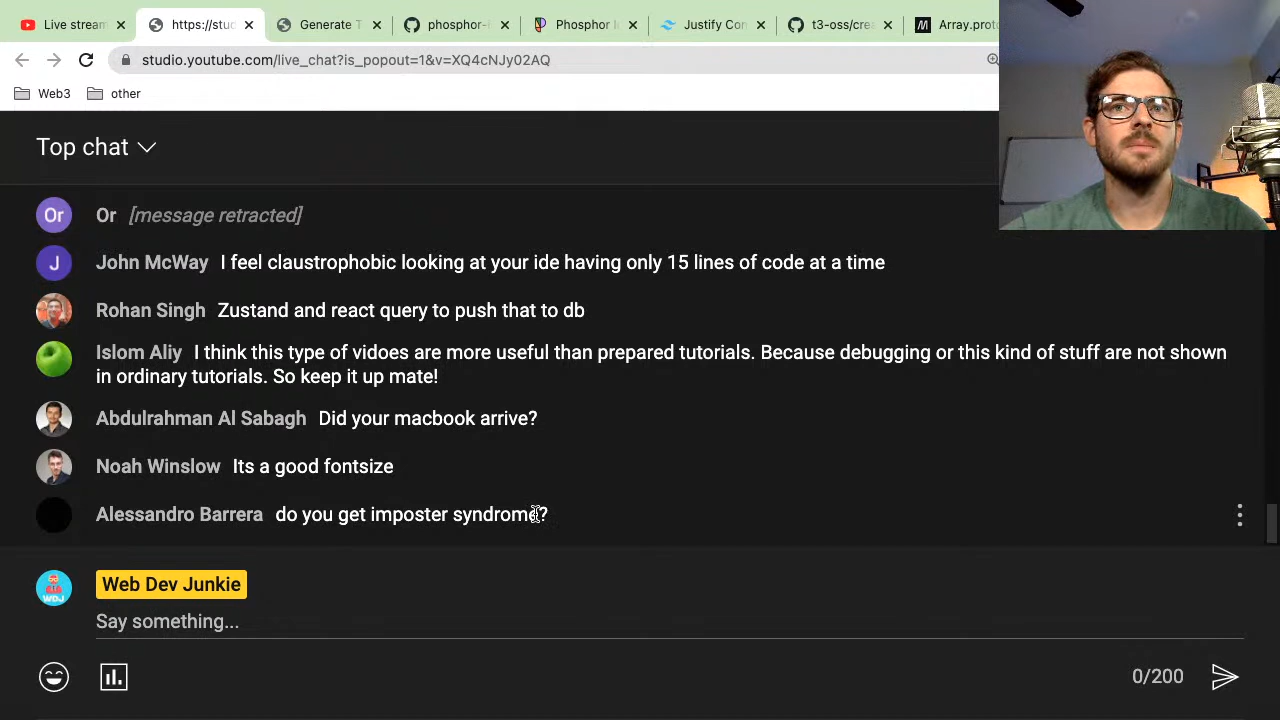 Live stream
https://stud
Generate T
phosphor-i
Phosphor Ic
Justify Con
t3-oss/crea
Array.proto
studio.youtube.com/live_chat?is_popout=1&v=XQ4cNJy02AQ
Web3
other
Top chat
Or
Or [message retracted]
J
John McWay I feel claustrophobic looking at your ide having only 15 lines of code at a time
Rohan Singh Zustand and react query to push that to db
Islom Aliy I think this type of vidoes are more useful than prepared tutorials. Because debugging or this kind of stuff are not shown
in ordinary tutorials. So keep it up mate!
Abdulrahman Al Sabagh Did your macbook arrive?
Noah Winslow Its a good fontsize
Alessandro Barrera do you get imposter syndrome?
WDJ
Web Dev Junkie
Say something...
0/200